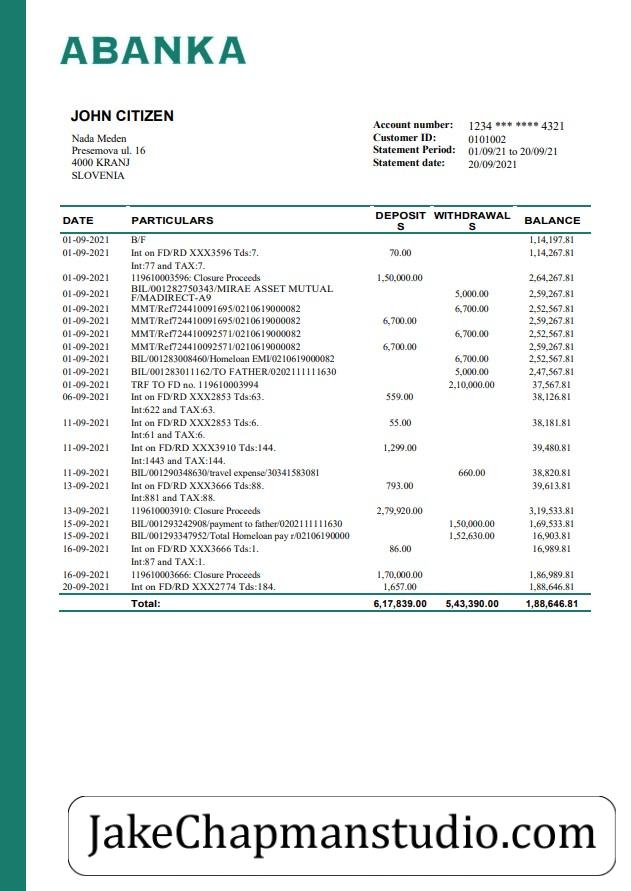 ABANKA
JOHN CITIZEN
Nada Meden
Presemova ul. 16
4000 KRANJ
SLOVENIA
Account number: 1234 *** **** 4321
Customer ID: 0101002
Statement Period: 01/09/21 to 20/09/21
Statement date: 20/09/2021
DATE PARTICULARS DEPOSIT WITHDRAWAL BALANCE
S S
01-09-2021 B/F 1,14,197.81
01-09-2021 Int on FD/RD XXX3596 Tds:7. 70.00 1,14,267.81
Int:77 and TAX:7.
01-09-2021 119610003596: Closure Proceeds 1,50,000.00 2,64,267.81
BIL/001282750343/MIRAE ASSET MUTUAL
01-09-2021 F/MADIRECT-A9 5,000.00 2,59,267.81
01-09-2021 MMT/Ref724410091695/0210619000082 6,700.00 2,52,567.81
01-09-2021 MMT/Ref724410091695/0210619000082 6,700.00 2,59.267.81
01-09-2021 MMT/Ref724410092571/0210619000082 6,700.00 2,52,567.81
01-09-2021 MMT/Ref724410092571/0210619000082 6,700.00 2,59.267.81
01-09-2021 BIL/001283008460/Homeloan EMI/0210619000082 6,700.00 2,52,567.81
01-09-2021 BIL/001283011162/TO FATHER/0202111111630 5,000.00 2,47,567.81
01-09-2021 TRF TO FD no. 119610003994 2,10,000.00 37,567.81
06-09-2021 Int on FD/RD XXX2853 Tds:63. 559.00 38,126.81
Int:622 and TAX:63.
11-09-2021 Int on FD/RD XXX2853 Tds:6. 55.00 38,181.81
Int:61 and TAX:6.
11-09-2021 Int on FD/RD XXX3910 Tds:144. 1,299.00 39,480.81
Int:1443 and TAX:144.
11-09-2021 BIL/001290348630/travel expense/30341583081 660.00 38,820.81
13-09-2021 Int on FD/RD XXX3666 Tds:88. 793.00 39,613.81
Int:881 and TAX:88.
13-09-2021 119610003910: Closure Proceeds 2,79,920.00 3,19,533.81
15-09-2021 BIL/001293242908/payment to father/0202111111630 1,50,000.00 1,69,533.81
15-09-2021 BIL/001293347952/Total Homeloan pay r/02106190000 1,52,630.00 16,903.81
16-09-2021 Int on FD/RD XXX3666 Tds:1. 86.00 16,989.81
Int:87 and TAX:1.
16-09-2021 119610003666: Closure Proceeds 1,70,000.00 1,86,989.81
20-09-2021 Int on FD/RD XXX2774 Tds:184. 1,657.00 1,88,646.81
Total: 6,17,839.00 5,43,390.00 1,88,646.81
JakeChapmanstudio.com